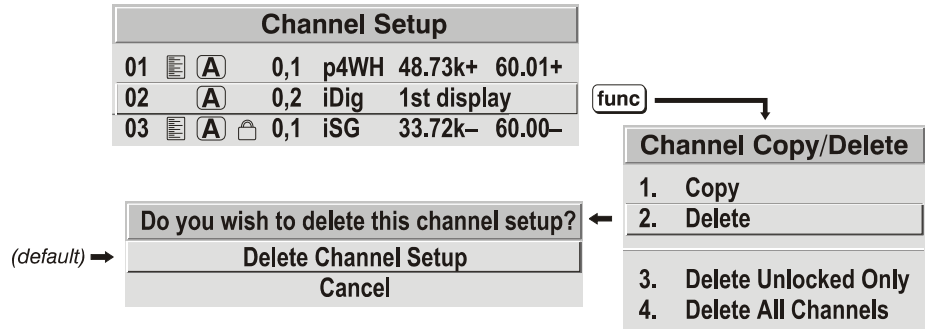 Channel Setup
01 A 0,1 p4WH 48.73k+ 60.01+
02 A 0,2 iDig 1st display
03 A 0,1 iSG 33.72k– 60.00–
func
Channel Copy/Delete
1. Copy
2. Delete
3. Delete Unlocked Only
4. Delete All Channels
Do you wish to delete this channel setup?
(default)
Delete Channel Setup
Cancel